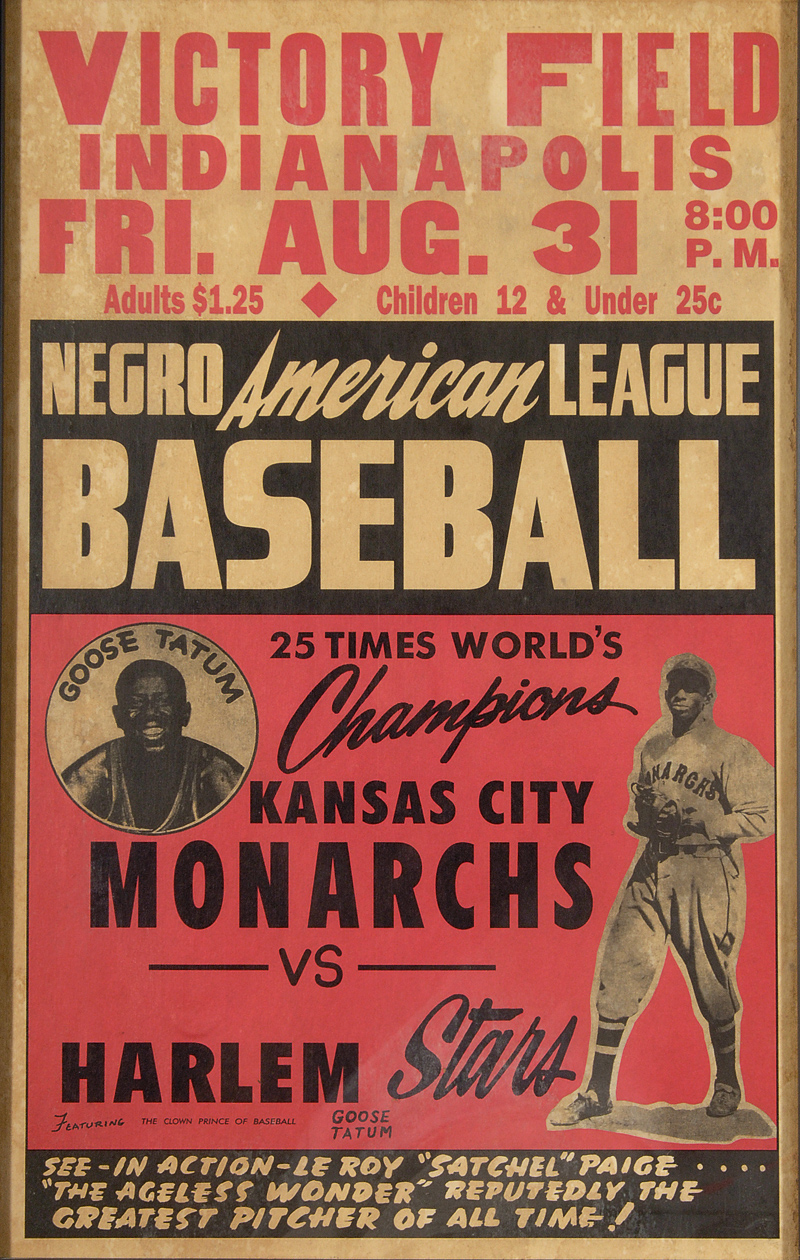 VICTORY FIELD
INDIANAPOLIS
FRI. AUG. 31 8:00 P. M.
Adults $1.25 ♦ Children 12 & Under 25c
NEGRO American LEAGUE
BASEBALL
GOOSE TATUM
25 TIMES WORLD'S
Champions
KANSAS CITY
MONARCHS
VS
HARLEM Stars
FEATURING THE CLOWN PRINCE OF BASEBALL GOOSE TATUM
ONARCHS
SEE-IN ACTION-LE ROY "SATCHEL" PAIGE ....
"THE AGELESS WONDER" REPUTEDLY THE
GREATEST PITCHER OF ALL TIME!